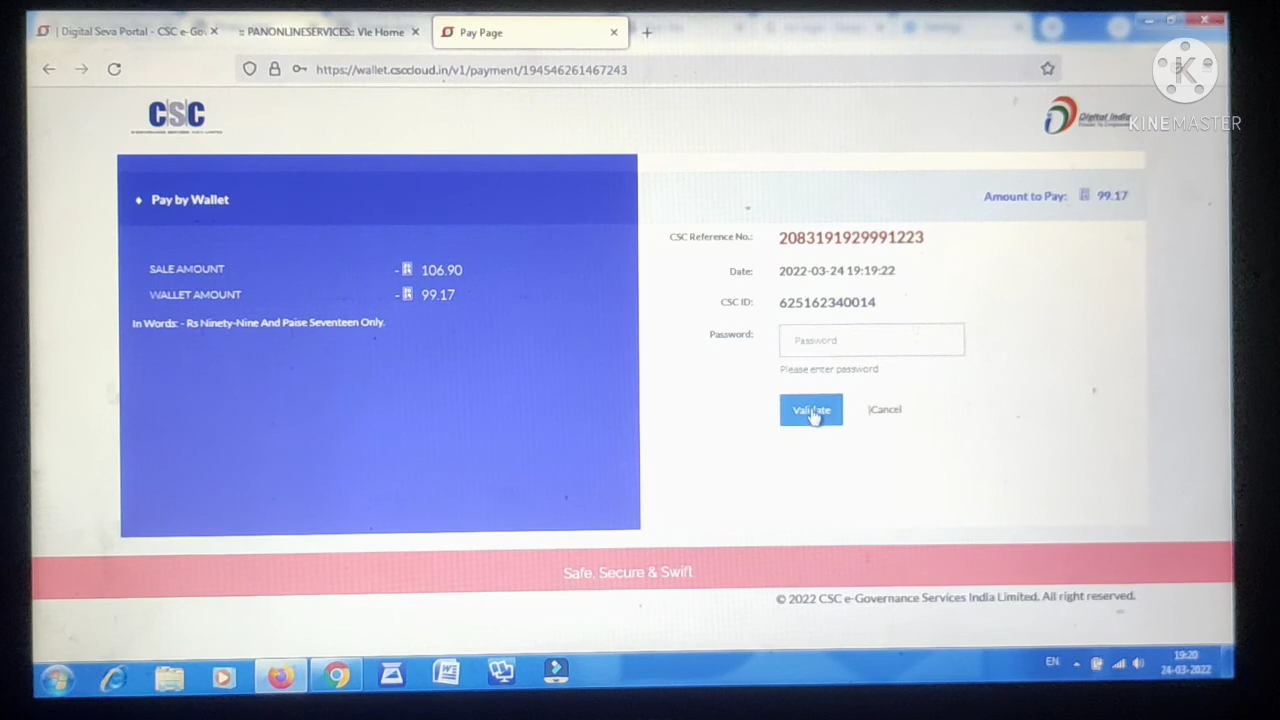 | Digital Seva Portal - CSC e-Go
:: PANONLINESERVICES:: Vle Home
Pay Page
https://wallet.csccloud.in/v1/payment/194546261467243
CSC
Digital India
KINEMASTER
Pay by Wallet
Amount to Pay: 99.17
SALE AMOUNT - 106.90
WALLET AMOUNT - 99.17
In Words: - Rs Ninety-Nine And Paise Seventeen Only.
CSC Reference No.: 2083191929991223
Date: 2022-03-24 19:19:22
CSC ID: 625162340014
Password: Password
Please enter password
Validate |Cancel
Safe, Secure & Swift
© 2022 CSC e-Governance Services India Limited. All right reserved.
EN
19:20
24-03-2022